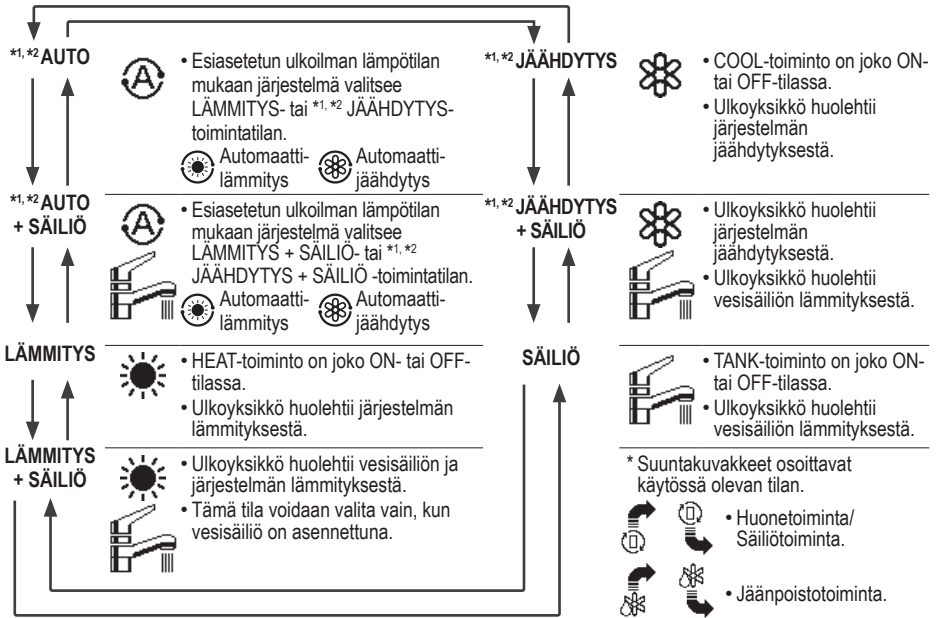 *1, *2 AUTO
• Esiasetetun ulkoilman lämpötilan
mukaan järjestelmä valitsee
LÄMMITYS- tai *1, *2 JÄÄHDYTYS-
toimintatilan.
Automaatti-
lämmitys
Automaatti-
jäähdytys
*1, *2 AUTO
+ SÄILIÖ
• Esiasetetun ulkoilman lämpötilan
mukaan järjestelmä valitsee
LÄMMITYS + SÄILIÖ- tai *1, *2
JÄÄHDYTYS + SÄILIÖ -toimintatilan.
Automaatti-
lämmitys
Automaatti-
jäähdytys
LÄMMITYS
• HEAT-toiminto on joko ON- tai OFF-
tilassa.
• Ulkoyksikkö huolehtii järjestelmän
lämmityksestä.
LÄMMITYS
+ SÄILIÖ
• Ulkoyksikkö huolehtii vesisäiliön ja
järjestelmän lämmityksestä.
• Tämä tila voidaan valita vain, kun
vesisäiliö on asennettuna.
*1, *2 JÄÄHDYTYS
• COOL-toiminto on joko ON-
tai OFF-tilassa.
• Ulkoyksikkö huolehtii
järjestelmän
jäähdytyksestä.
*1, *2 JÄÄHDYTYS
+ SÄILIÖ
• Ulkoyksikkö huolehtii
järjestelmän
jäähdytyksestä.
• Ulkoyksikkö huolehtii
vesisäiliön lämmityksestä.
SÄILIÖ
• TANK-toiminto on joko ON-
tai OFF-tilassa.
• Ulkoyksikkö huolehtii
vesisäiliön lämmityksestä.
* Suuntakuvakkeet osoittavat
käytössä olevan tilan.
• Huonetoiminta/
Säiliötoiminta.
• Jäänpoistotoiminta.